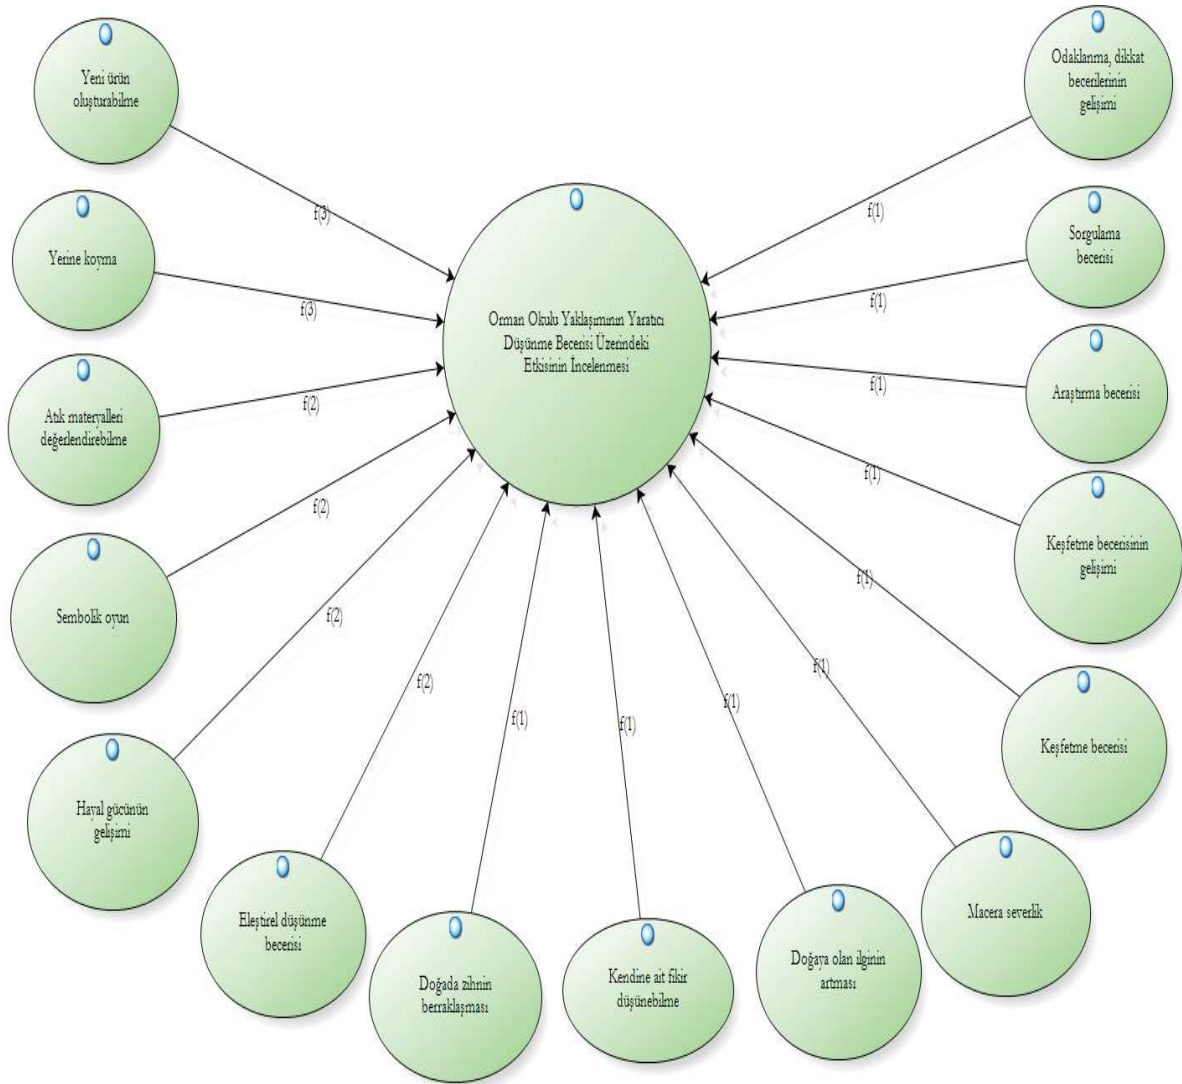 Yeni ürün
oluşturabilme
f(3)
Yerine koyma
f(3)
Atık materyalleri
değerlendirebilme
f(2)
Sembolik oyun
f(2)
Hayal gücünün
gelişimi
f(2)
Eleştirel düşünme
becerisi
f(2)
Doğada zihnin
berraklaşması
f(1)
Kendine ait fikir
düşünebilme
f(1)
Doğaya olan ilginin
artması
f(1)
Macera severlik
f(1)
Keşfetme becerisi
f(1)
Keşfetme becerisinin
gelişimi
f(1)
Araştırma becerisi
f(1)
Sorgulama
becerisi
f(1)
Odaklanma, dikkat
becerilerinin
gelişimi
f(1)
Orman Okulu Yaklaşımının Yaratıcı
Düşünme Becerisi Üzerindeki
Etkisinin İncelenmesi